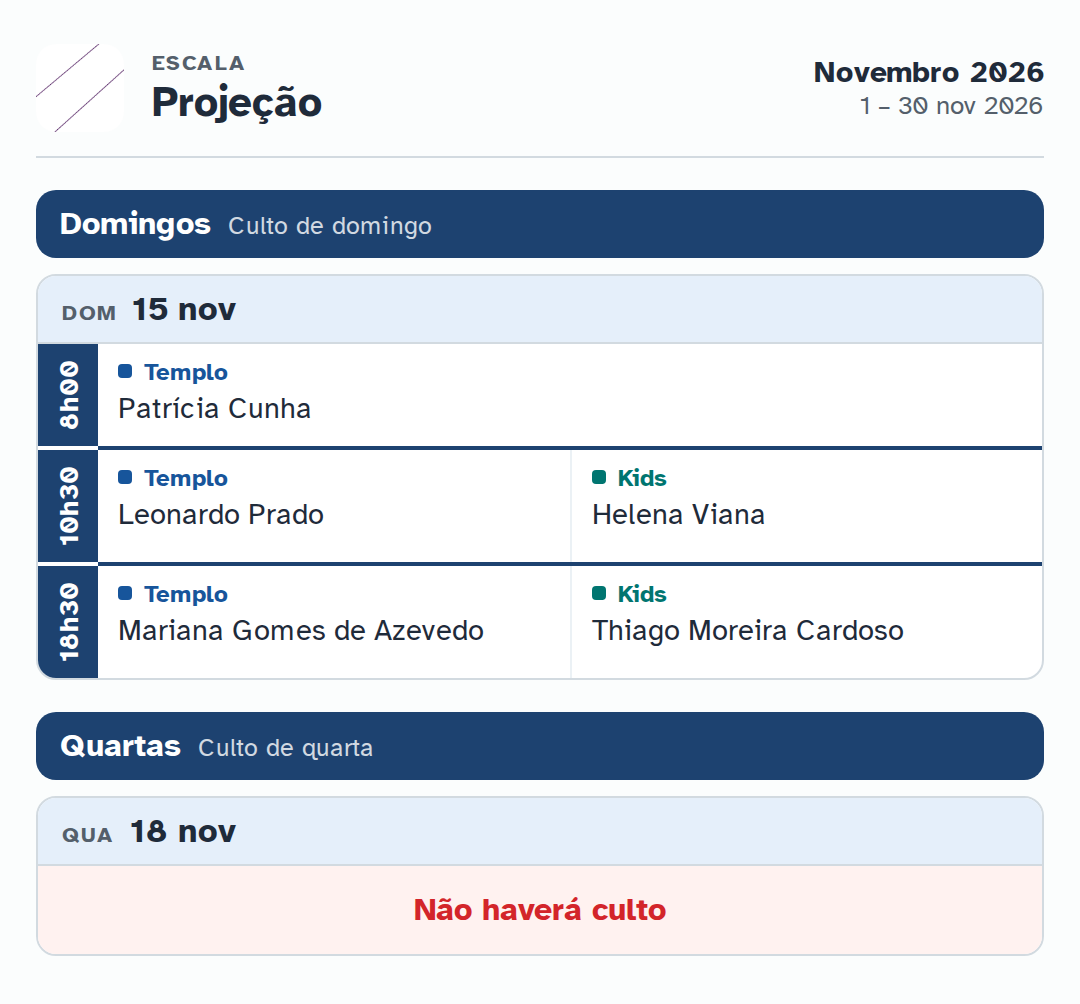 ESCALA
Projeção
Novembro 2026
1 – 30 nov 2026
Domingos Culto de domingo
DOM 15 nov
8h00
Templo
Patrícia Cunha
10h30
Templo
Leonardo Prado
Kids
Helena Viana
18h30
Templo
Mariana Gomes de Azevedo
Kids
Thiago Moreira Cardoso
Quartas Culto de quarta
QUA 18 nov
Não haverá culto